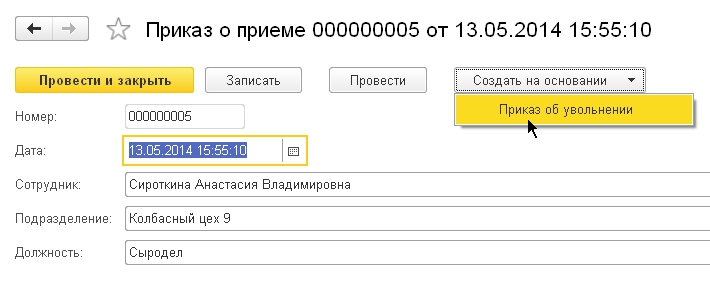 Приказ о приеме 000000005 от 13.05.2014 15:55:10
Провести и закрыть Записать Провести Создать на основании
Приказ об увольнении
Номер: 000000005
Дата: 13.05.2014 15:55:10
Сотрудник: Сироткина Анастасия Владимировна
Подразделение: Колбасный цех 9
Должность: Сыродел